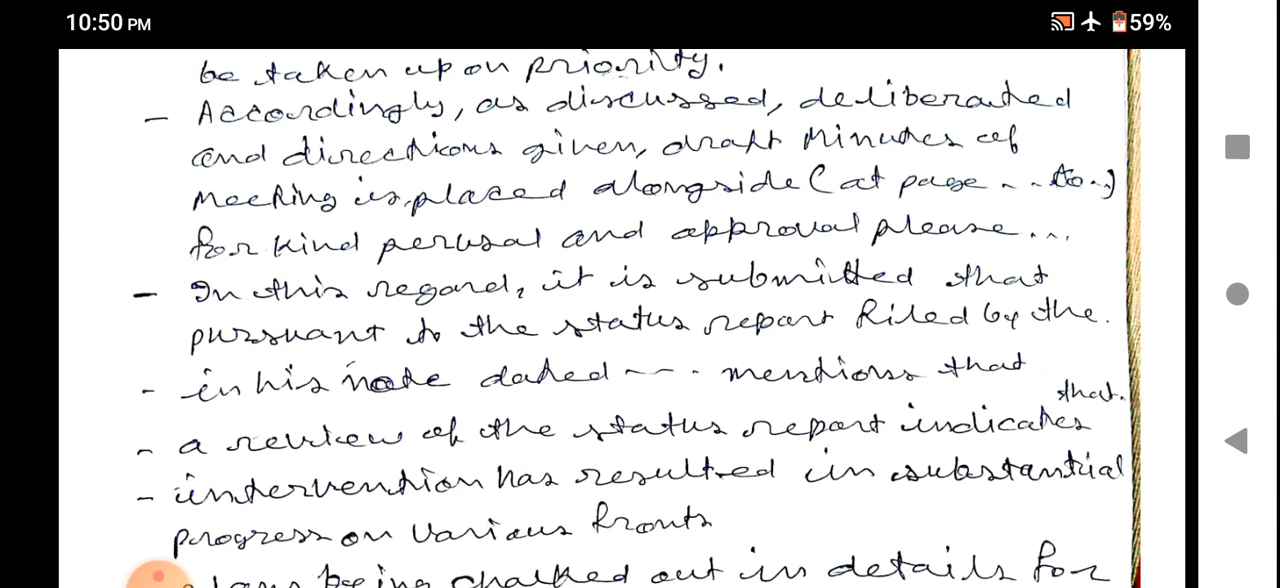 10:50 PM 59%
be taken up on priority.
- Accordingly, as discussed, deliberated
and directions given, draft Minutes of
Meeting is placed alongside (at page .. to..)
for kind perusal and approval please...
- In this regard, it is submitted that
pursuant to the status report filed by the.
- in his note dated --- . mentions that
that.
- a review of the status report indicates
- intervention has resulted in substantial
progress on various fronts
being chalked out in details for